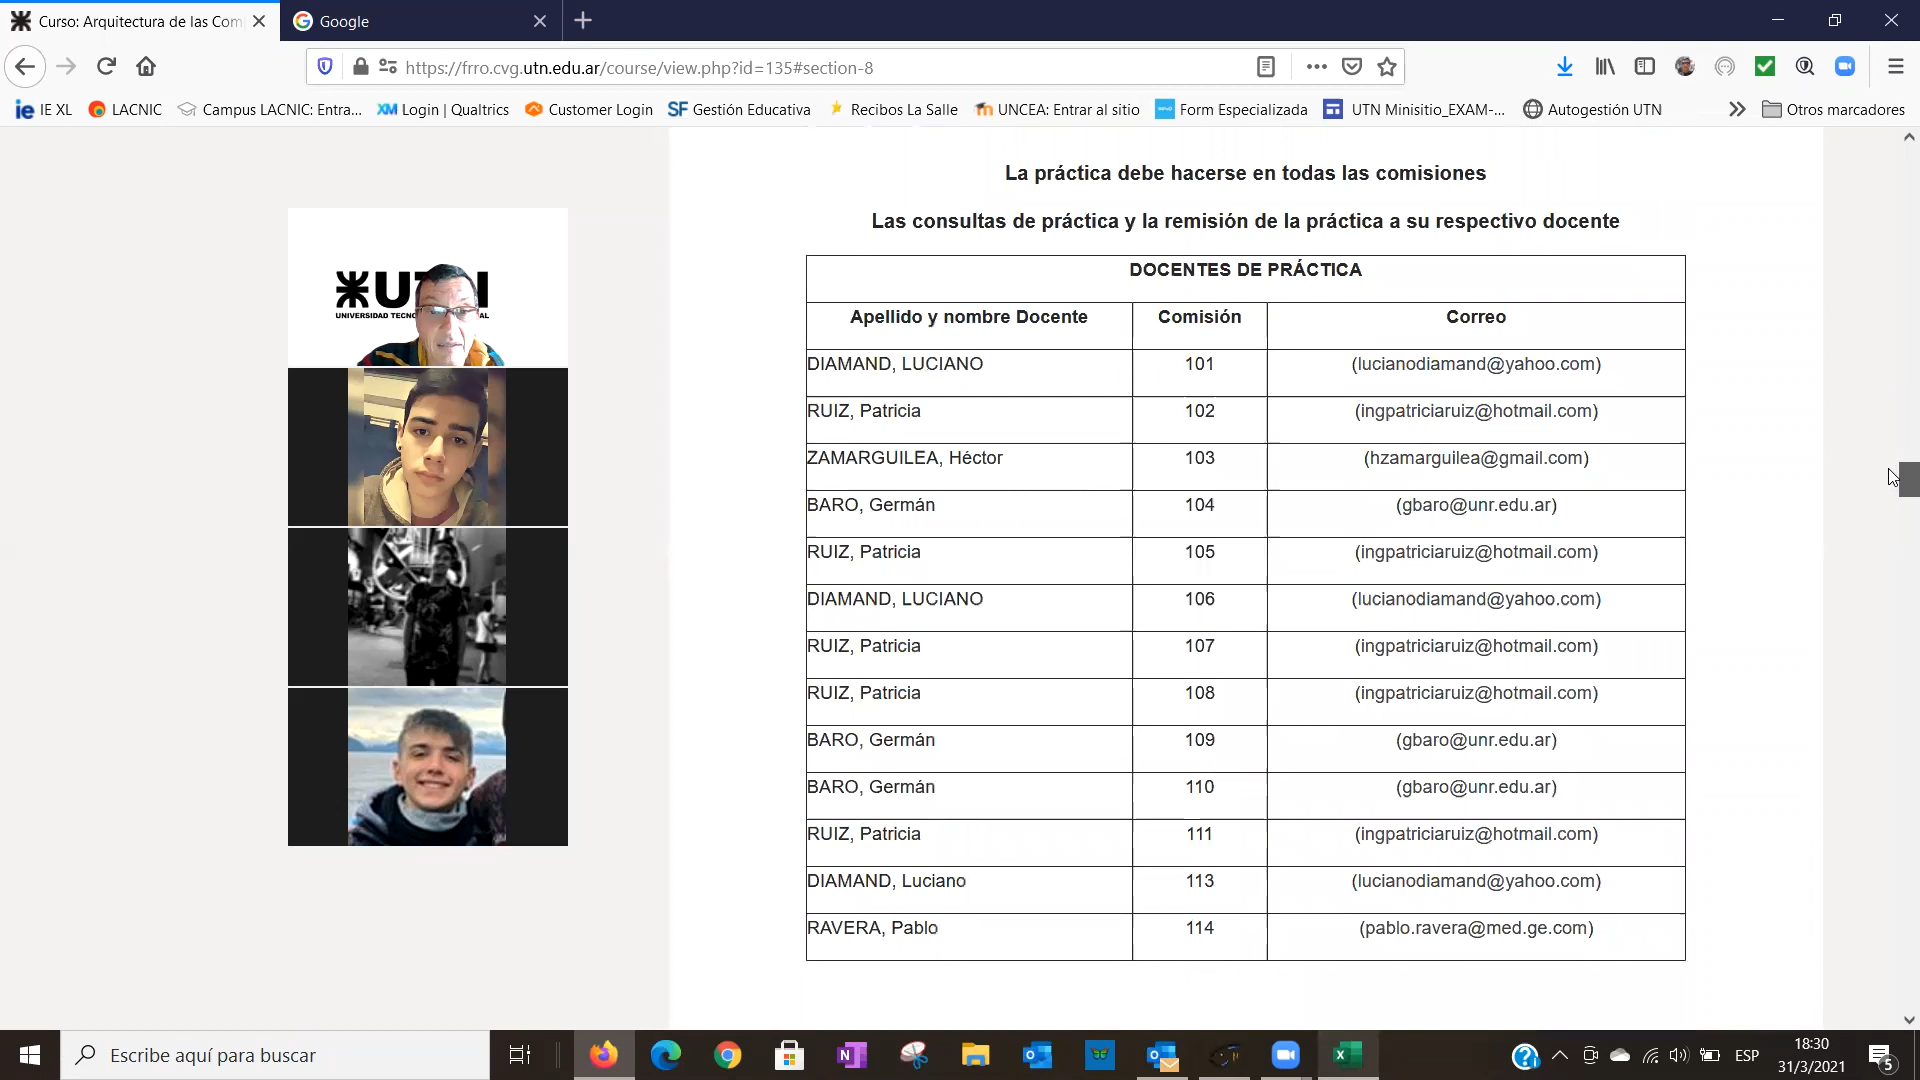 Curso: Arquitectura de las Com
Google
https://frro.cvg.utn.edu.ar/course/view.php?id=135#section-8
IE XL
LACNIC
Campus LACNIC: Entra...
Login | Qualtrics
Customer Login
SF Gestión Educativa
Recibos La Salle
UNCEA: Entrar al sitio
Form Especializada
UTN Minisitio_EXAM-...
Autogestión UTN
Otros marcadores
La práctica debe hacerse en todas las comisiones
Las consultas de práctica y la remisión de la práctica a su respectivo docente
DOCENTES DE PRÁCTICA
Apellido y nombre Docente Comisión Correo
DIAMAND, LUCIANO 101 (lucianodiamand@yahoo.com)
RUIZ, Patricia 102 (ingpatriciaruiz@hotmail.com)
ZAMARGUILEA, Héctor 103 (hzamarguilea@gmail.com)
BARO, Germán 104 (gbaro@unr.edu.ar)
RUIZ, Patricia 105 (ingpatriciaruiz@hotmail.com)
DIAMAND, LUCIANO 106 (lucianodiamand@yahoo.com)
RUIZ, Patricia 107 (ingpatriciaruiz@hotmail.com)
RUIZ, Patricia 108 (ingpatriciaruiz@hotmail.com)
BARO, Germán 109 (gbaro@unr.edu.ar)
BARO, Germán 110 (gbaro@unr.edu.ar)
RUIZ, Patricia 111 (ingpatriciaruiz@hotmail.com)
DIAMAND, Luciano 113 (lucianodiamand@yahoo.com)
RAVERA, Pablo 114 (pablo.ravera@med.ge.com)
Escribe aquí para buscar
ESP
18:30
31/3/2021
5